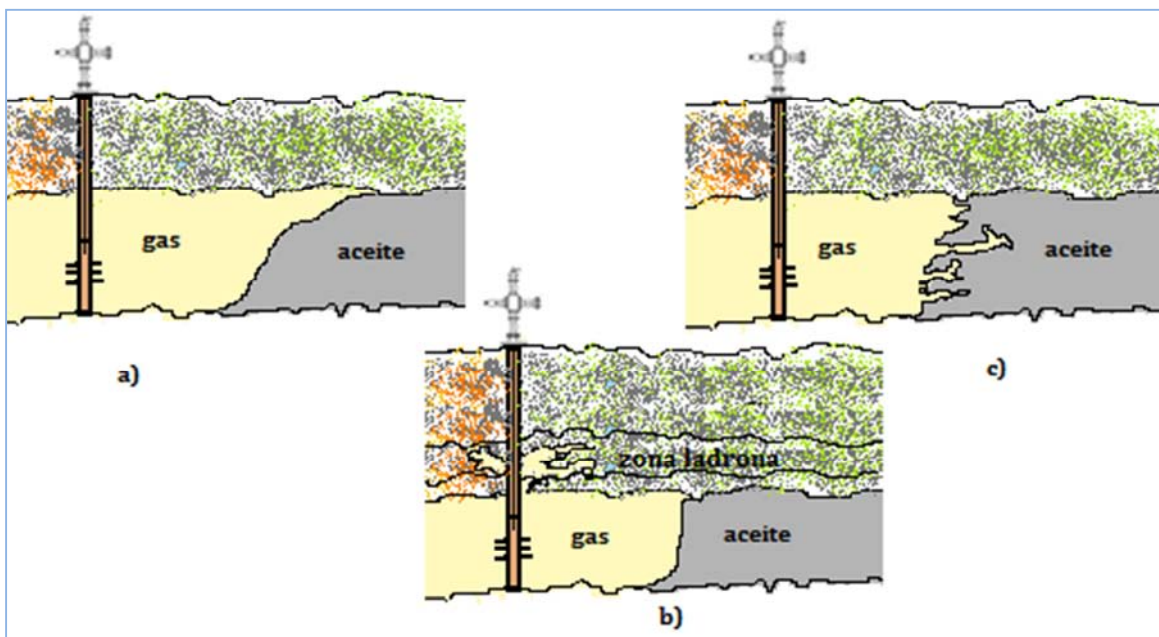 gas
aceite
a)
gas
aceite
c)
zona ladrona
gas
aceite
b)